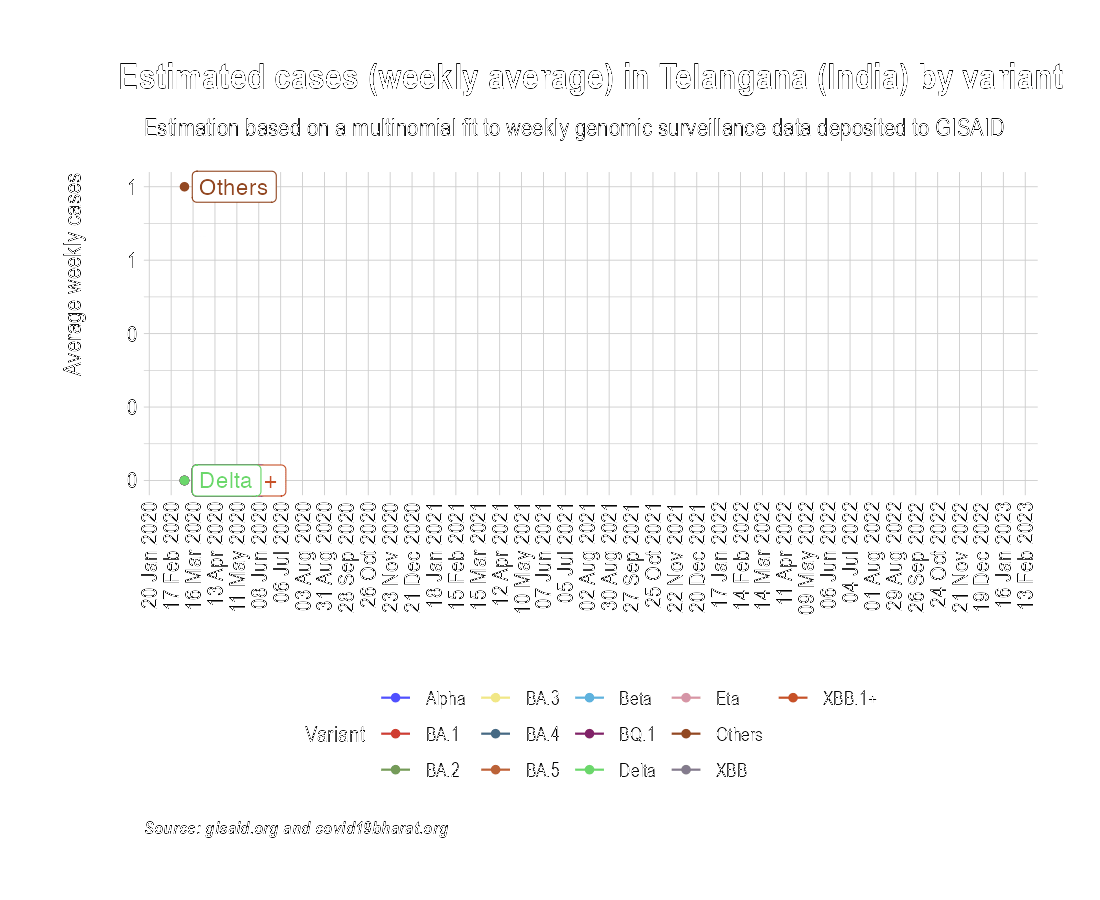 Estimated cases (weekly average) in Telangana (India) by variant
Estimation based on a multinomial fit to weekly genomic surveillance data deposited to GISAID
Average weekly cases
1
1
0
0
0
Others
Delta
+
20 Jan 2020
17 Feb 2020
16 Mar 2020
13 Apr 2020
11 May 2020
08 Jun 2020
06 Jul 2020
03 Aug 2020
31 Aug 2020
28 Sep 2020
26 Oct 2020
23 Nov 2020
21 Dec 2020
18 Jan 2021
15 Feb 2021
15 Mar 2021
12 Apr 2021
10 May 2021
07 Jun 2021
05 Jul 2021
02 Aug 2021
30 Aug 2021
27 Sep 2021
25 Oct 2021
22 Nov 2021
20 Dec 2021
17 Jan 2022
14 Feb 2022
14 Mar 2022
11 Apr 2022
09 May 2022
06 Jun 2022
04 Jul 2022
01 Aug 2022
29 Aug 2022
26 Sep 2022
24 Oct 2022
21 Nov 2022
19 Dec 2022
16 Jan 2023
13 Feb 2023
Variant
Alpha BA.3 Beta Eta XBB.1+
BA.1 BA.4 BQ.1 Others
BA.2 BA.5 Delta XBB
Source: gisaid.org and covid19bharat.org